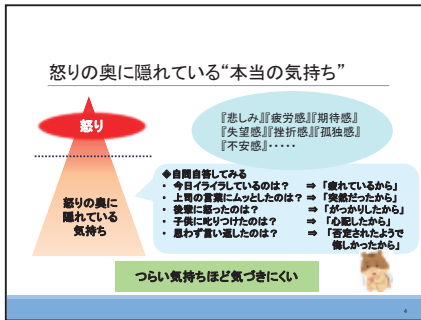 怒りの奥に隠れている“本当の気持ち”
怒り
『悲しみ』『疲労感』『期待感』
『失望感』『挫折感』『孤独感』
『不安感』・・・・・
怒りの奥に
隠れている
気持ち
◆自問自答してみる
・ 今日イライラしているのは？ ⇒ 「疲れているから」
・ 上司の言葉にムッとしたのは？ ⇒ 「突然だったから」
・ 後輩に怒ったのは？ ⇒ 「がっかりしたから」
・ 子供に叱りつけたのは？ ⇒ 「心配したから」
・ 思わず言い返したのは？ ⇒ 「否定されたようで
悔しかったから」
つらい気持ちほど気づきにくい
4